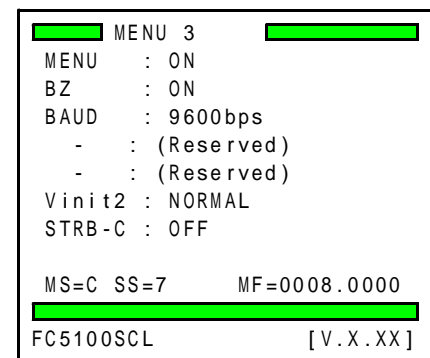 MENU 3
MENU : ON
BZ : ON
BAUD : 9600bps
- : (Reserved)
- : (Reserved)
Vinit2 : NORMAL
STRB-C : OFF
MS=C SS=7 MF=0008.0000
FC5100SCL [V.X.XX]